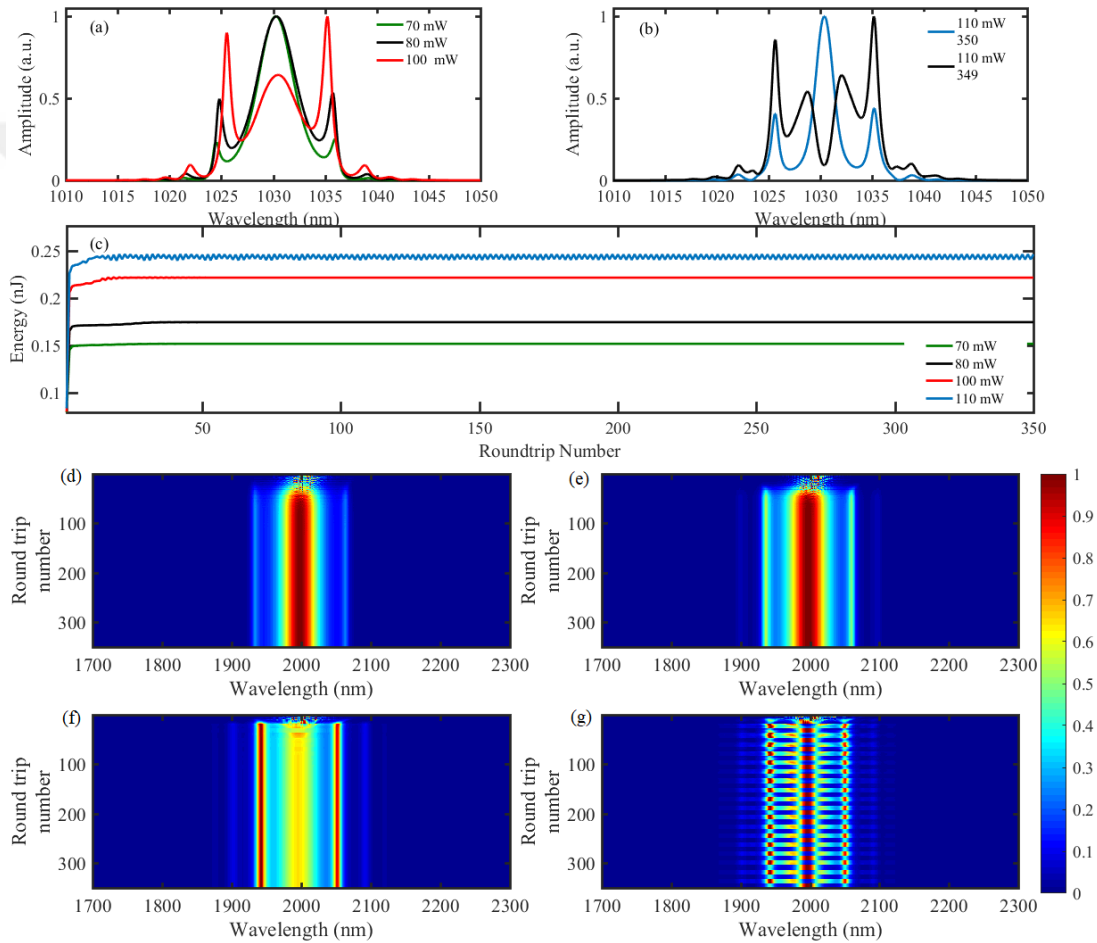 (a)
70 mW
80 mW
100 mW
Amplitude (a.u.)
1
0.5
0
1010 1015 1020 1025 1030 1035 1040 1045 1050
Wavelength (nm)
(b)
110 mW
350
110 mW
349
Amplitude (a.u.)
1
0.5
0
1010 1015 1020 1025 1030 1035 1040 1045 1050
Wavelength (nm)
(c)
Energy (nJ)
0.25
0.2
0.15
0.1
70 mW
80 mW
100 mW
110 mW
50 100 150 200 250 300 350
Roundtrip Number
(d)
Round trip
number
100
200
300
1700 1800 1900 2000 2100 2200 2300
Wavelength (nm)
(e)
Round trip
number
100
200
300
1700 1800 1900 2000 2100 2200 2300
Wavelength (nm)
(f)
Round trip
number
100
200
300
1700 1800 1900 2000 2100 2200 2300
Wavelength (nm)
(g)
Round trip
number
100
200
300
1700 1800 1900 2000 2100 2200 2300
Wavelength (nm)
1
0.9
0.8
0.7
0.6
0.5
0.4
0.3
0.2
0.1
0